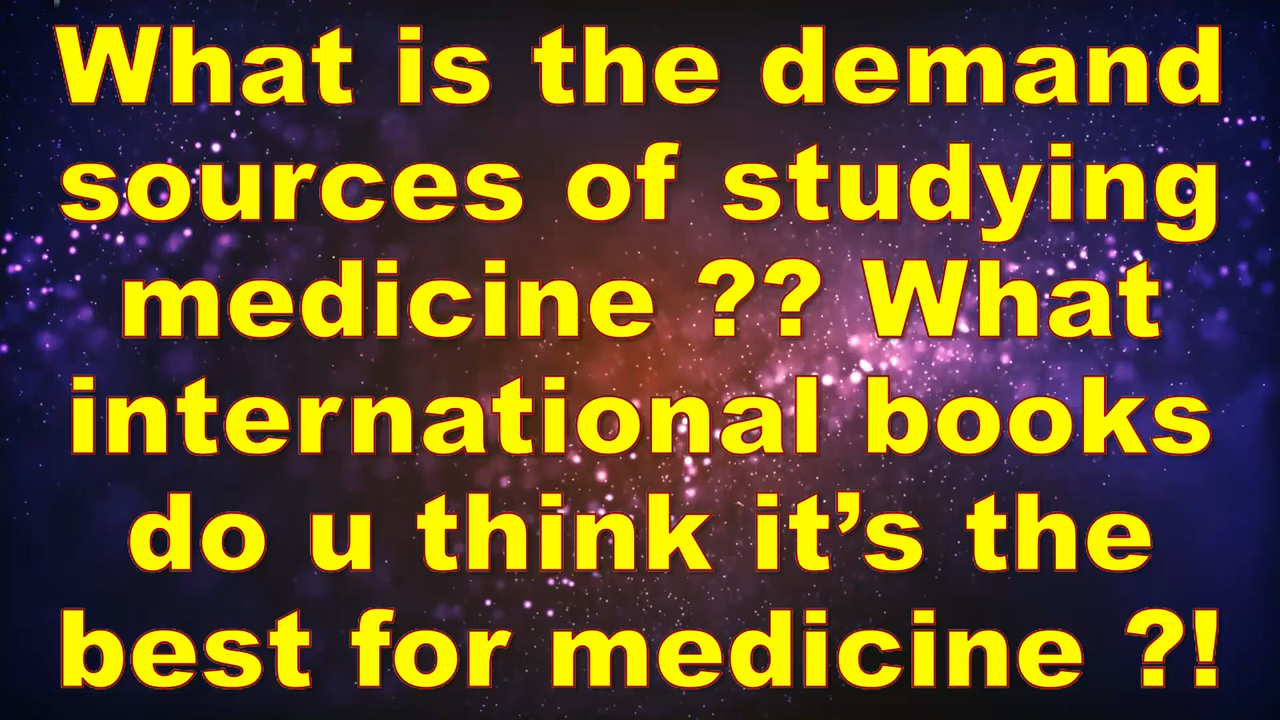 What is the demand
sources of studying
medicine ?? What
international books
do u think it’s the
best for medicine ?!